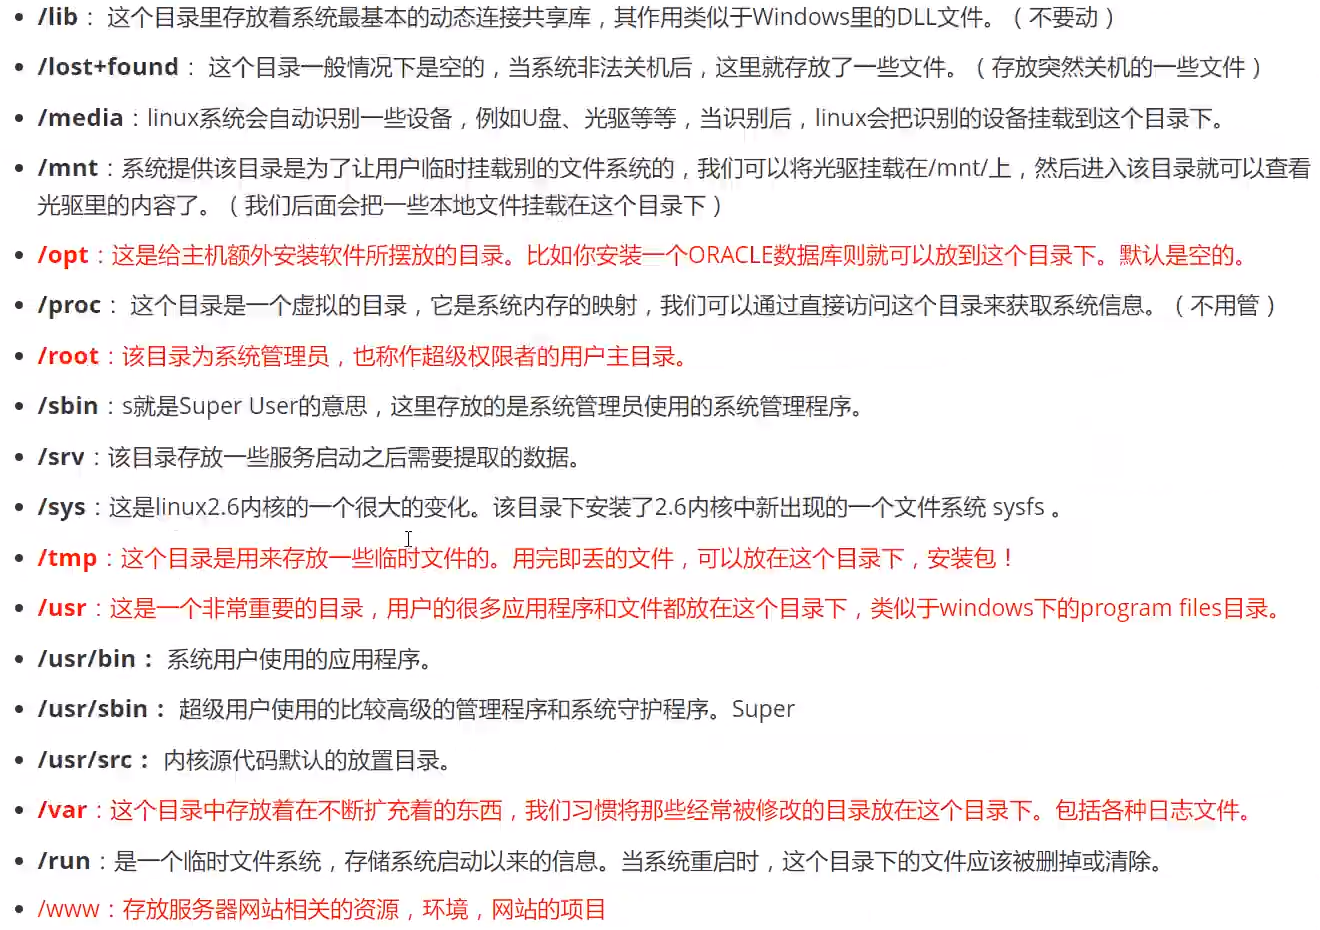 /lib： 这个目录里存放着系统最基本的动态连接共享库，其作用类似于Windows里的DLL文件。（不要动）
/lost+found： 这个目录一般情况下是空的，当系统非法关机后，这里就存放了一些文件。（存放突然关机的一些文件）
/media：linux系统会自动识别一些设备，例如U盘、光驱等等，当识别后，linux会把识别的设备挂载到这个目录下。
/mnt：系统提供该目录是为了让用户临时挂载别的文件系统的，我们可以将光驱挂载在/mnt/上，然后进入该目录就可以查看
光驱里的内容了。（我们后面会把一些本地文件挂载在这个目录下）
/opt：这是给主机额外安装软件所摆放的目录。比如你安装一个ORACLE数据库则就可以放到这个目录下。默认是空的。
/proc： 这个目录是一个虚拟的目录，它是系统内存的映射，我们可以通过直接访问这个目录来获取系统信息。（不用管）
/root：该目录为系统管理员，也称作超级权限者的用户主目录。
/sbin：s就是Super User的意思，这里存放的是系统管理员使用的系统管理程序。
/srv：该目录存放一些服务启动之后需要提取的数据。
/sys：这是linux2.6内核的一个很大的变化。该目录下安装了2.6内核中新出现的一个文件系统 sysfs 。
/tmp：这个目录是用来存放一些临时文件的。用完即丢的文件，可以放在这个目录下，安装包！
/usr：这是一个非常重要的目录，用户的很多应用程序和文件都放在这个目录下，类似于windows下的program files目录。
/usr/bin： 系统用户使用的应用程序。
/usr/sbin： 超级用户使用的比较高级的管理程序和系统守护程序。Super
/usr/src： 内核源代码默认的放置目录。
/var：这个目录中存放着在不断扩充着的东西，我们习惯将那些经常被修改的目录放在这个目录下。包括各种日志文件。
/run：是一个临时文件系统，存储系统启动以来的信息。当系统重启时，这个目录下的文件应该被删掉或清除。
/www：存放服务器网站相关的资源，环境，网站的项目